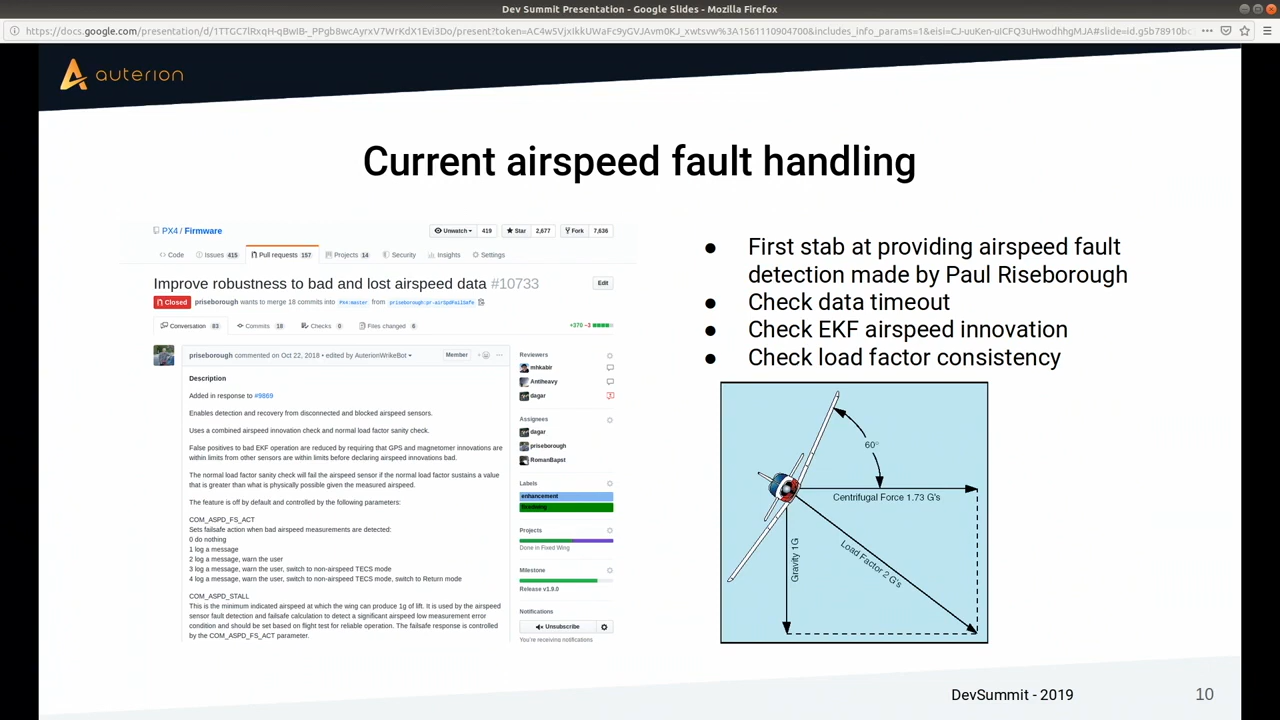 Dev Summit Presentation - Google Slides - Mozilla Firefox
auterion
Current airspeed fault handling
PX4 / Firmware
Unwatch 419 Star 2,677 Fork 7,636
Code Issues 415 Pull requests 157 Projects 14 Security Insights Settings
Improve robustness to bad and lost airspeed data #10733
Edit
Closed priseborough wants to merge 18 commits into PX4:master from priseborough:pr-airSpdFailSafe
Conversation 83 Commits 18 Checks 0 Files changed 6
+370 −3
priseborough commented on Oct 22, 2018 • edited by AuterionWrikeBot
Member
Description
Added in response to #9869
Enables detection and recovery from disconnected and blocked airspeed sensors.
Uses a combined airspeed innovation check and normal load factor sanity check.
False positives to bad EKF operation are reduced by requiring that GPS and magnetomer innovations are
within limits from other sensors are within limits before declaring airspeed innovations bad.
The normal load factor sanity check will fail the airspeed sensor if the normal load factor sustains a value
that is greater than what is physically possible given the measured airspeed.
The feature is off by default and controlled by the following parameters:
COM_ASPD_FS_ACT
Sets failsafe action when bad airspeed measurements are detected:
0 do nothing
1 log a message
2 log a message, warn the user
3 log a message, warn the user, switch to non-airspeed TECS mode
4 log a message, warn the user, switch to non-airspeed TECS mode, switch to Return mode
COM_ASPD_STALL
This is the minimum indicated airspeed at which the wing can produce 1g of lift. It is used by the airspeed
sensor fault detection and failsafe calculation to detect a significant airspeed low measurement error
condition and should be set based on flight test for reliable operation. The failsafe response is controlled
by the COM_ASPD_FS_ACT parameter.
Reviewers
mhkabir
Antiheavy
dagar
Assignees
dagar
priseborough
RomanBapst
Labels
enhancement
Projects
Done in Fixed Wing
Milestone
Release v1.9.0
Notifications
Unsubscribe
You're receiving notifications
● First stab at providing airspeed fault
detection made by Paul Riseborough
● Check data timeout
● Check EKF airspeed innovation
● Check load factor consistency
60°
Centrifugal Force 1.73 G's
Gravity 1G
Load Factor 2 G's
DevSummit - 2019
10